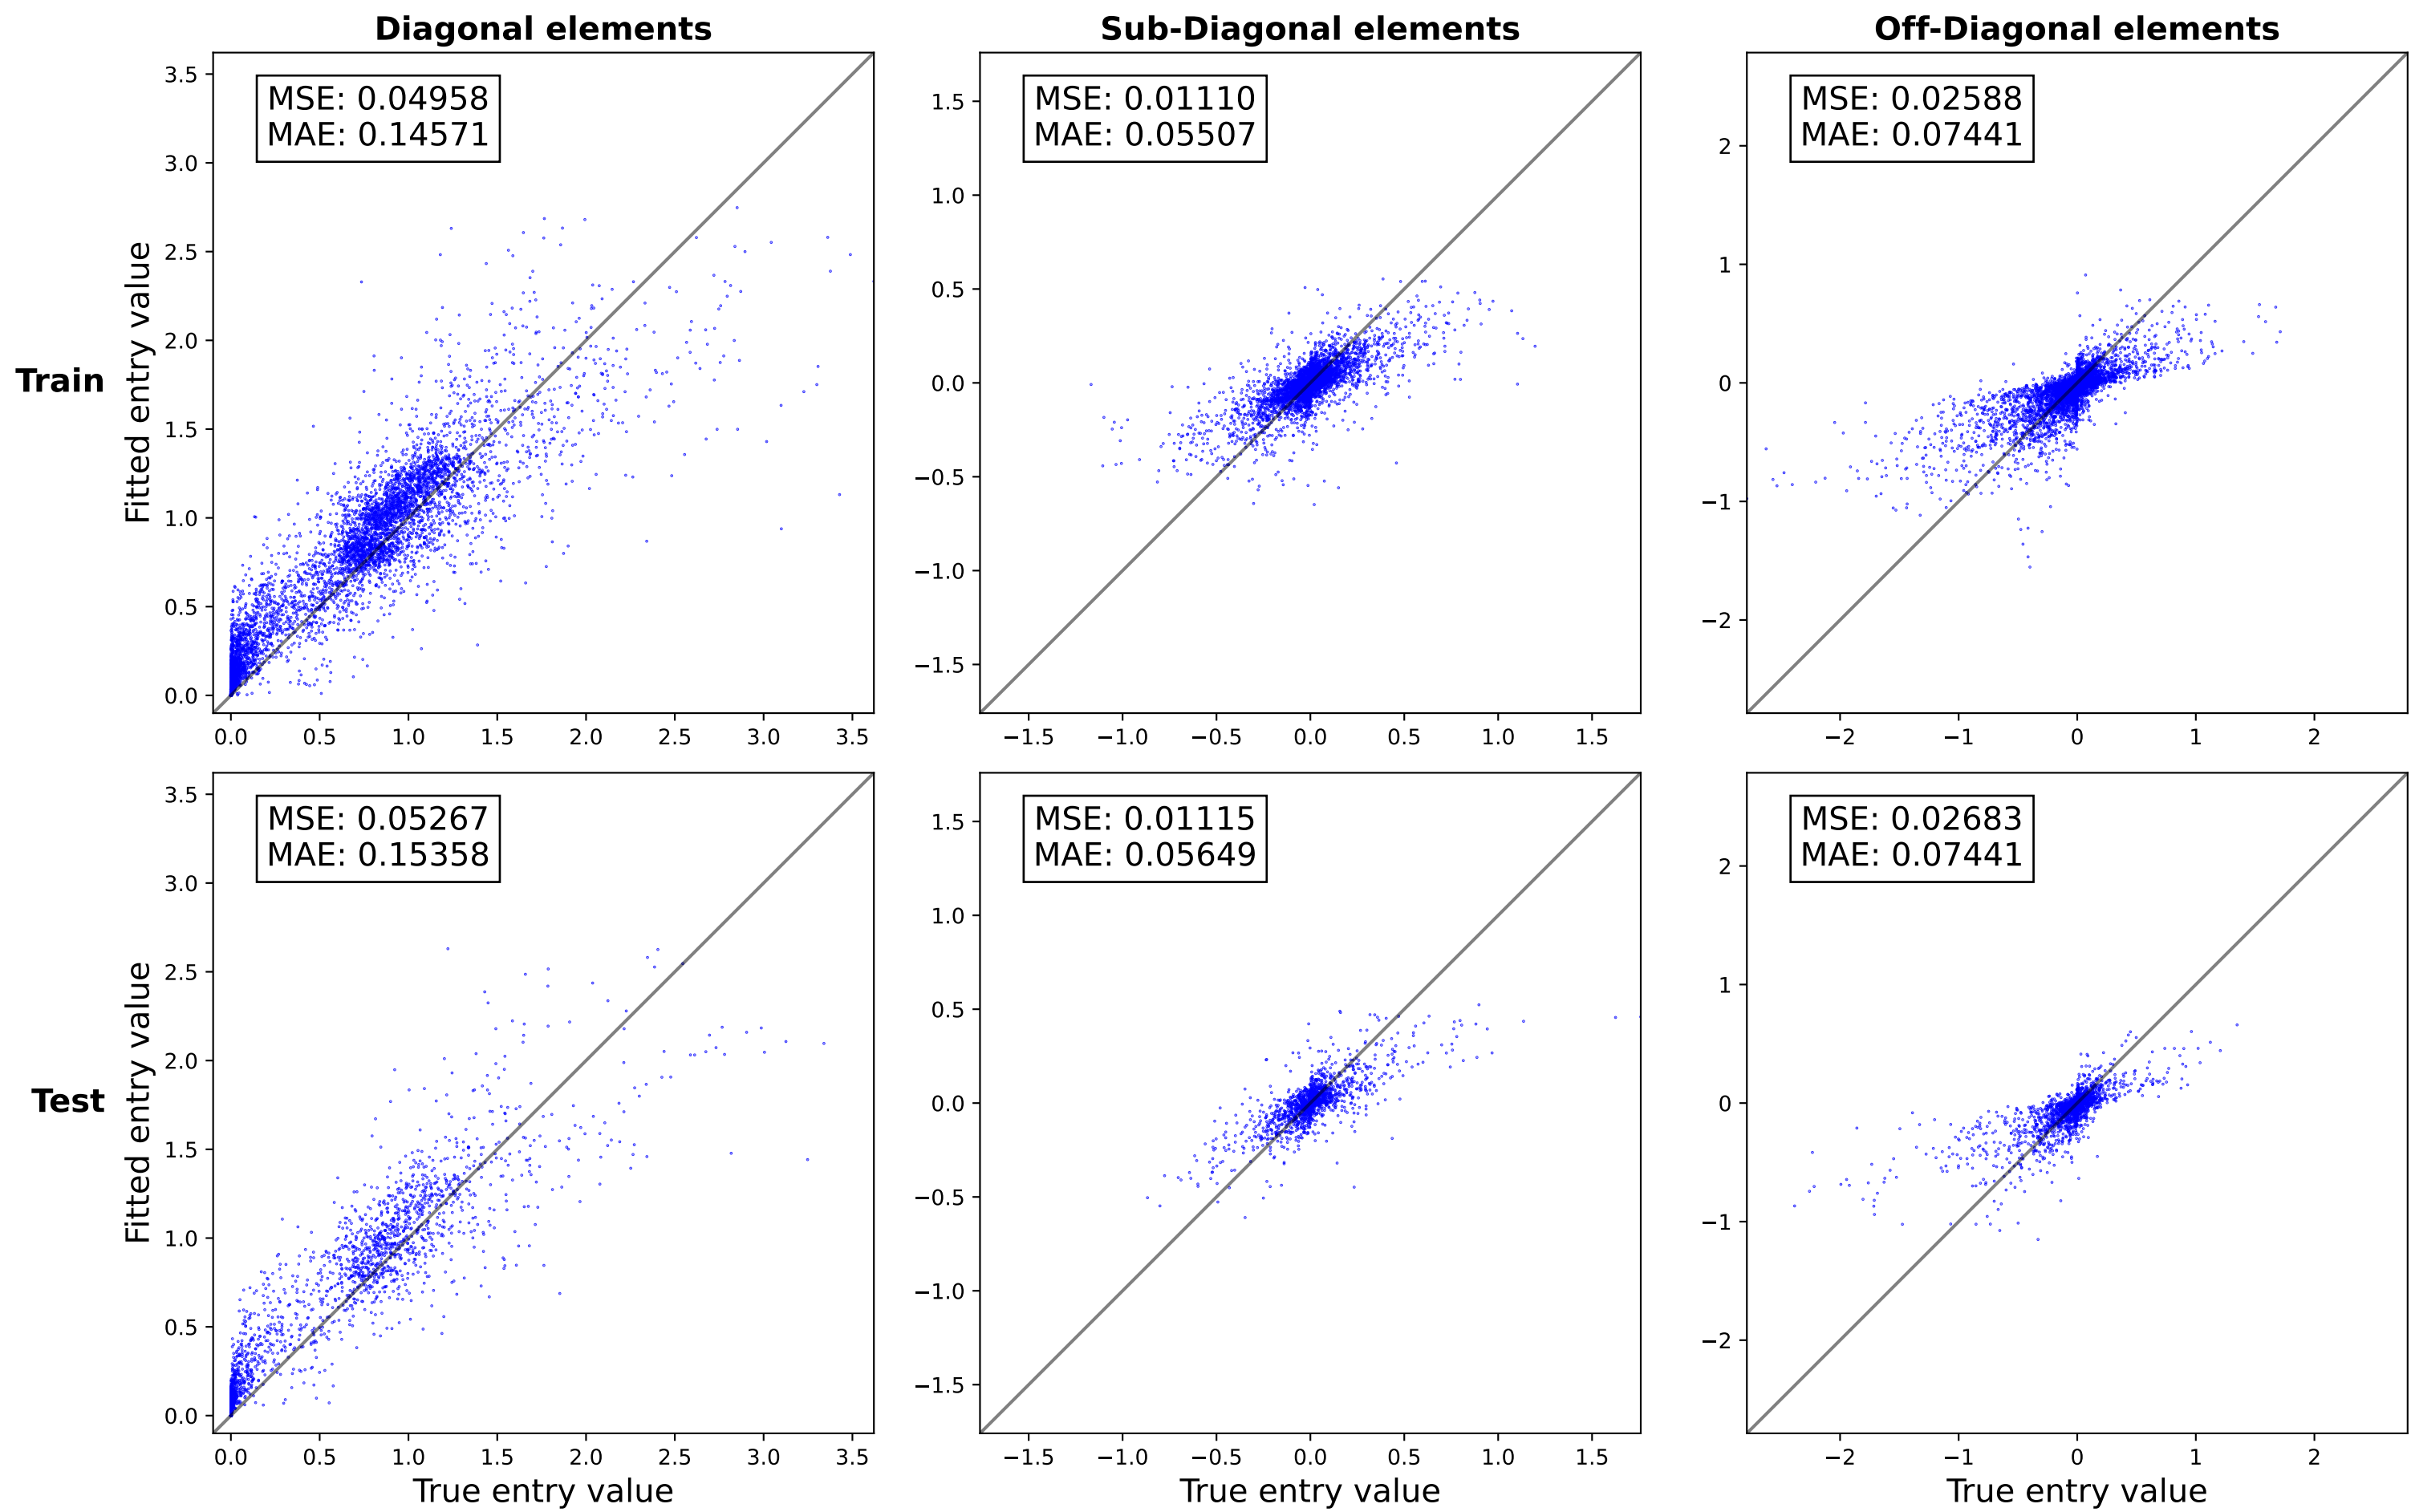 Diagonal elements
Sub-Diagonal elements
Off-Diagonal elements
Train
Fitted entry value
3.5
3.0
2.5
2.0
1.5
1.0
0.5
0.0
MSE: 0.04958
MAE: 0.14571
0.0 0.5 1.0 1.5 2.0 2.5 3.0 3.5
1.5
1.0
0.5
0.0
−0.5
−1.0
−1.5
MSE: 0.01110
MAE: 0.05507
−1.5 −1.0 −0.5 0.0 0.5 1.0 1.5
2
1
0
−1
−2
MSE: 0.02588
MAE: 0.07441
−2 −1 0 1 2
Test
Fitted entry value
3.5
3.0
2.5
2.0
1.5
1.0
0.5
0.0
MSE: 0.05267
MAE: 0.15358
0.0 0.5 1.0 1.5 2.0 2.5 3.0 3.5
True entry value
1.5
1.0
0.5
0.0
−0.5
−1.0
−1.5
MSE: 0.01115
MAE: 0.05649
−1.5 −1.0 −0.5 0.0 0.5 1.0 1.5
True entry value
2
1
0
−1
−2
MSE: 0.02683
MAE: 0.07441
−2 −1 0 1 2
True entry value